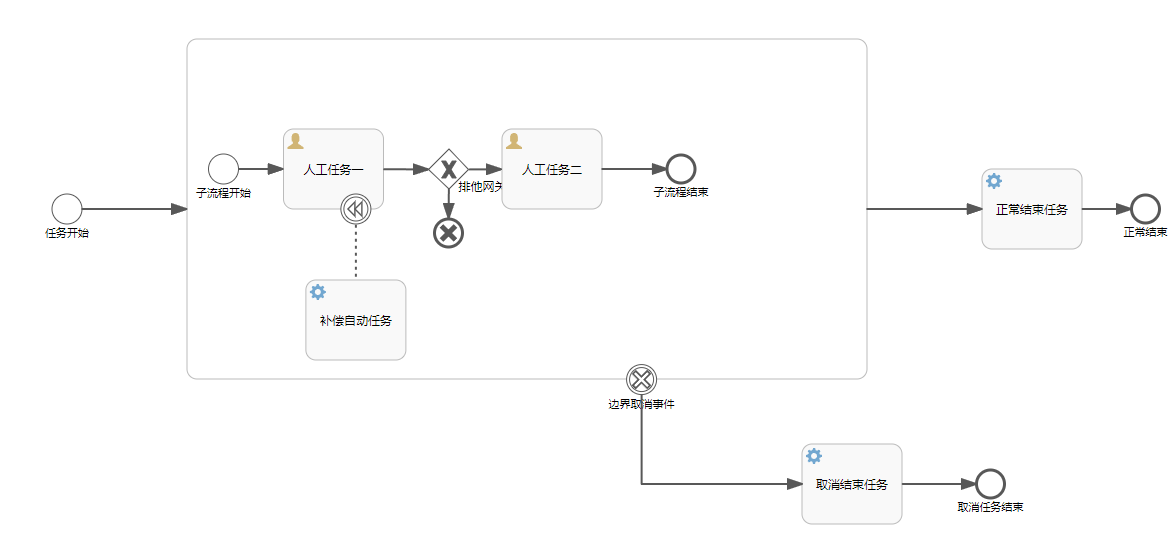 人工任务一
人工任务二
排他网关
子流程开始
子流程结束
任务开始
正常结束任务
正常结束
补偿自动任务
边界取消事件
取消结束任务
取消任务结束